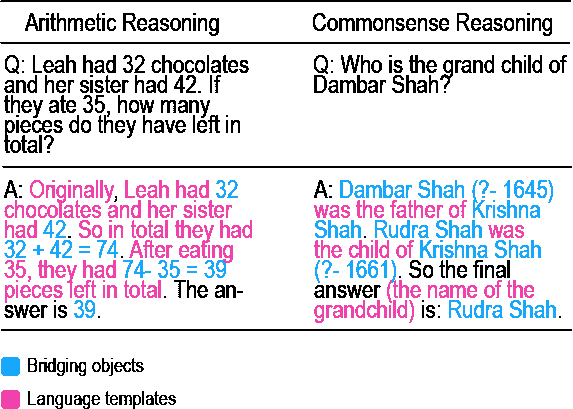 Arithmetic Reasoning
Commonsense Reasoning
Q: Leah had 32 chocolates
and her sister had 42. If
they ate 35, how many
pieces do they have left in
total?
Q: Who is the grand child of
Dambar Shah?
A: Originally, Leah had 32
chocolates and her sister
had 42. So in total they had
32 + 42 = 74. After eating
35, they had 74- 35 = 39
pieces left in total. The an-
swer is 39.
A: Dambar Shah (?- 1645)
was the father of Krishna
Shah. Rudra Shah was
the child of Krishna Shah
(?- 1661). So the final
answer (the name of the
grandchild) is: Rudra Shah.
Bridging objects
Language templates